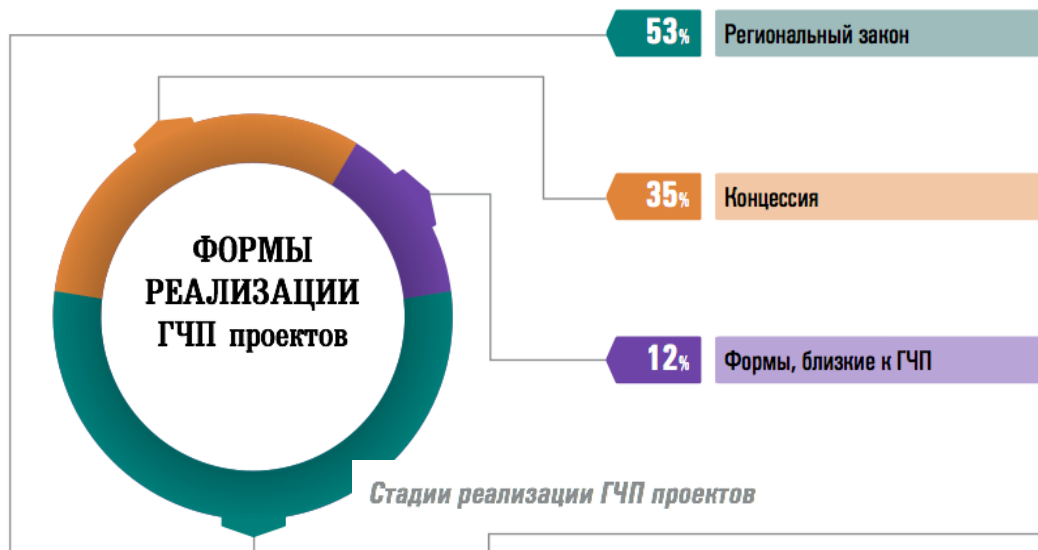 53% Региональный закон
35% Концессия
ФОРМЫ
РЕАЛИЗАЦИИ
ГЧП проектов
12% Формы, близкие к ГЧП
Стадии реализации ГЧП проектов